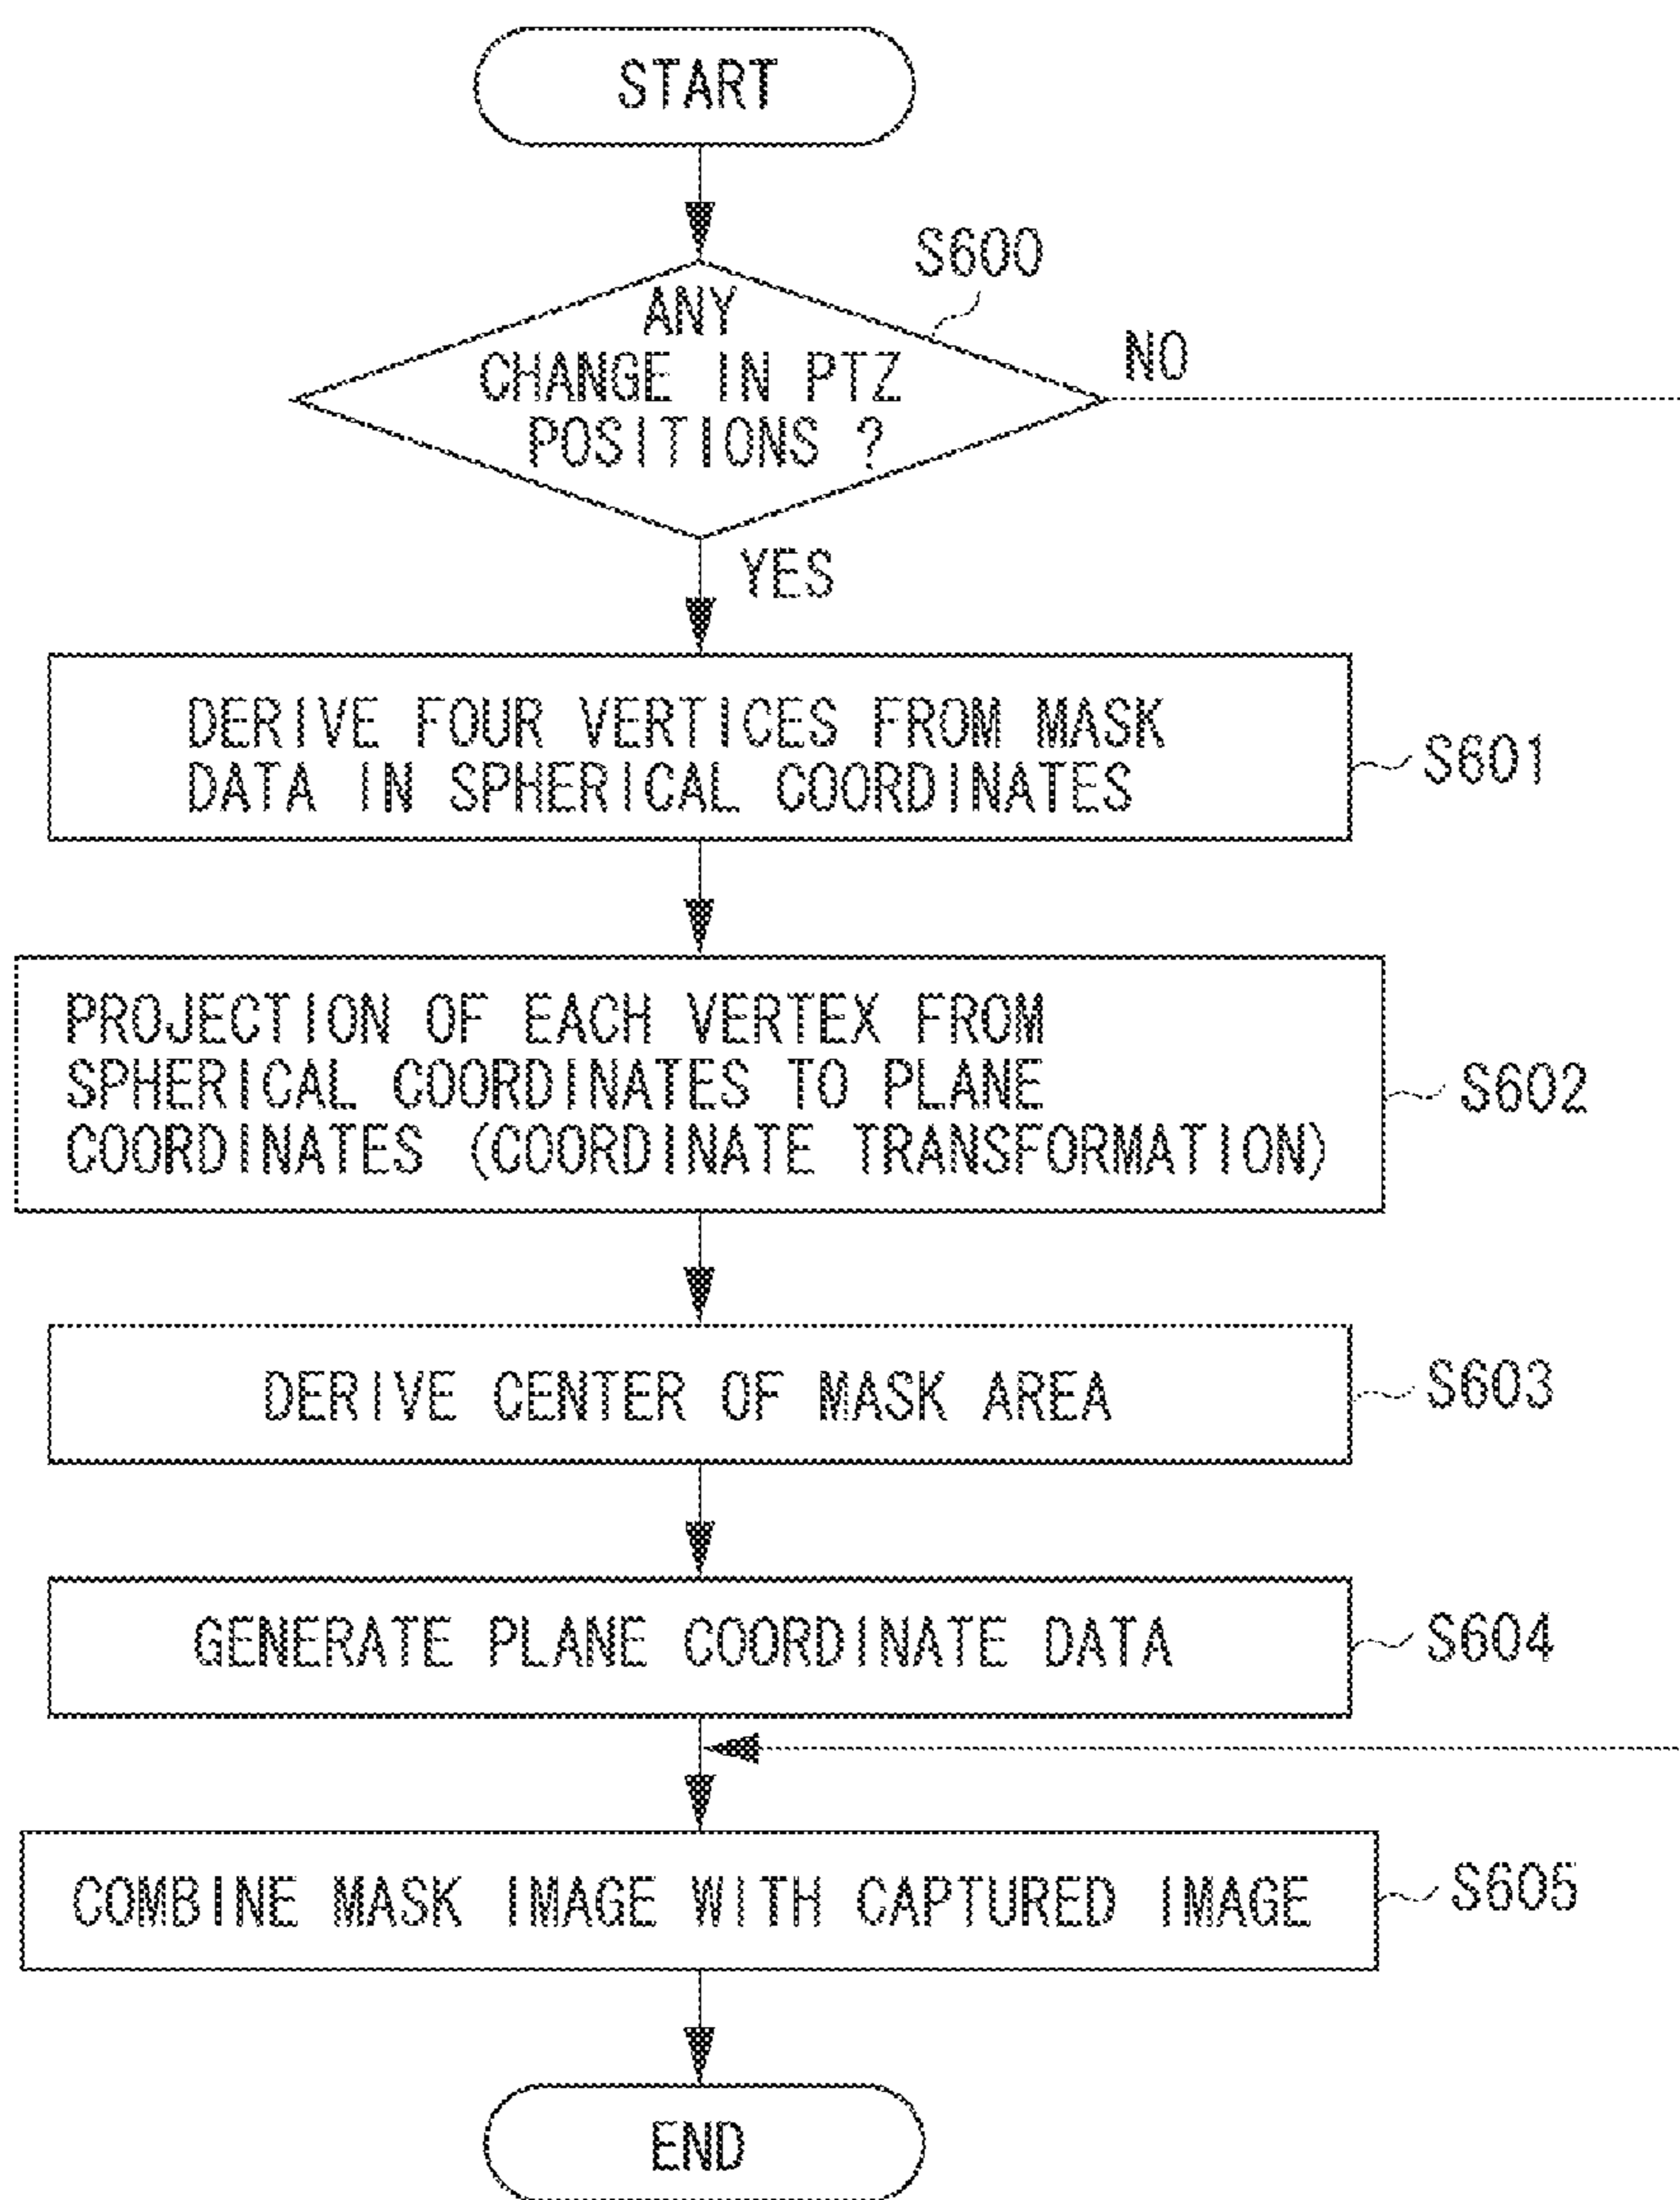 START
S600
ANY
CHANGE IN PTZ
POSITIONS ?
NO
YES
DERIVE FOUR VERTICES FROM MASK
DATA IN SPHERICAL COORDINATES
S601
PROJECTION OF EACH VERTEX FROM
SPHERICAL COORDINATES TO PLANE
COORDINATES (COORDINATE TRANSFORMATION)
S602
DERIVE CENTER OF MASK AREA
S603
GENERATE PLANE COORDINATE DATA
S604
COMBINE MASK IMAGE WITH CAPTURED IMAGE
S605
END